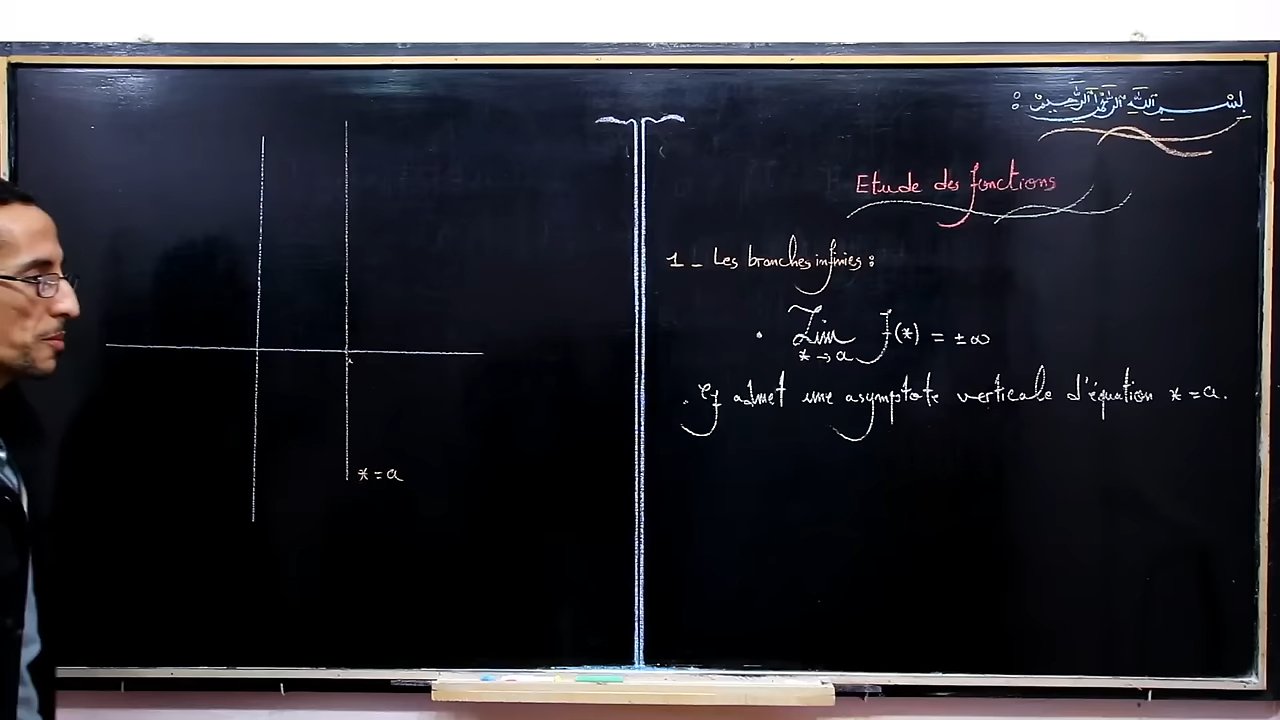 بسم الله الرحمن الرحيم :
Etude des fonctions
1 - Les branches infinies :
• Lim f(x) = ±∞
x → a
. Cf admet une asymptote verticale d'équation x = a.
x = a